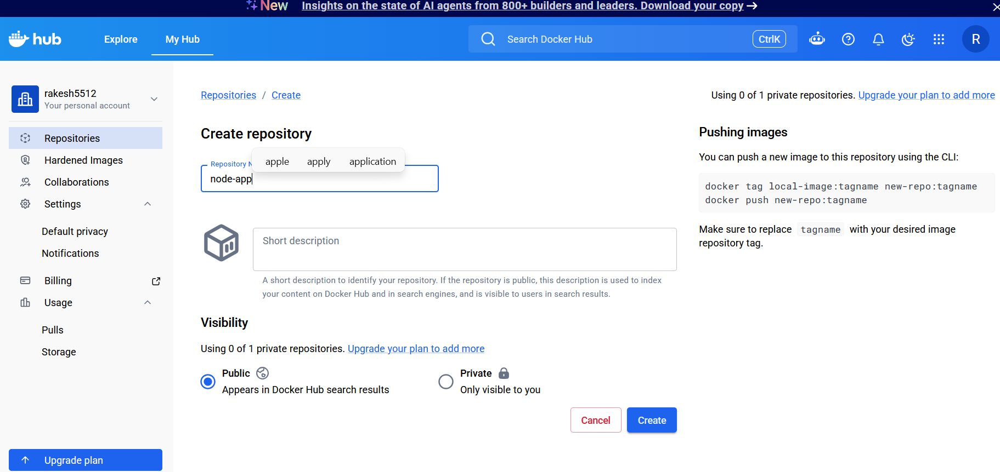 New Insights on the state of AI agents from 800+ builders and leaders. Download your copy →
hub
Explore
My Hub
Search Docker Hub
CtrlK
R
rakesh5512
Your personal account
Repositories
Hardened Images
Collaborations
Settings
Default privacy
Notifications
Billing
Usage
Pulls
Storage
Upgrade plan
Repositories / Create
Using 0 of 1 private repositories. Upgrade your plan to add more
Create repository
apple apply application
Repository N
node-app
Short description
A short description to identify your repository. If the repository is public, this description is used to index
your content on Docker Hub and in search engines, and is visible to users in search results.
Visibility
Using 0 of 1 private repositories. Upgrade your plan to add more
Public
Appears in Docker Hub search results
Private
Only visible to you
Cancel
Create
Pushing images
You can push a new image to this repository using the CLI:
docker tag local-image:tagname new-repo:tagname
docker push new-repo:tagname
Make sure to replace tagname with your desired image
repository tag.